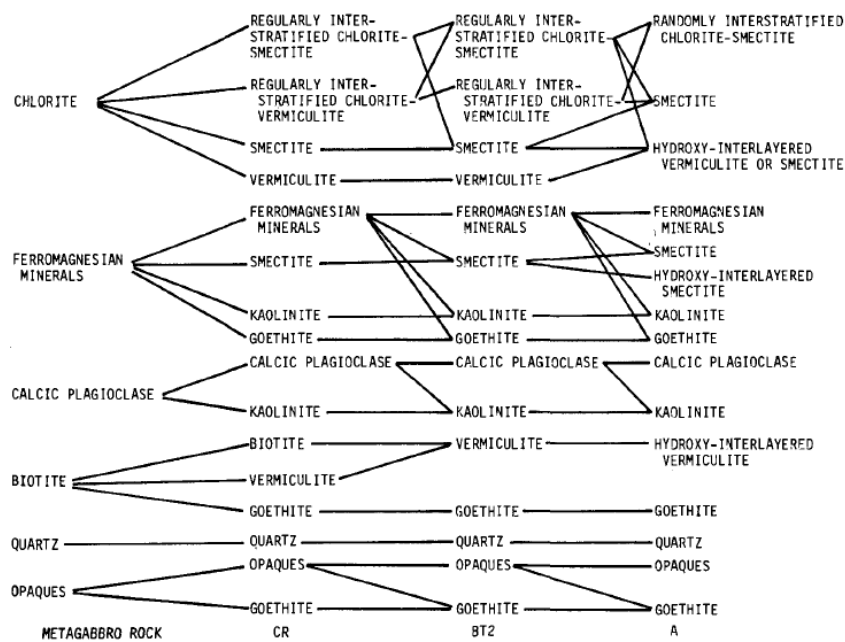 REGULARLY INTER-
STRATIFIED CHLORITE-
SMECTITE
REGULARLY INTER-
STRATIFIED CHLORITE-
SMECTITE
RANDOMLY INTERSTRATIFIED
CHLORITE-SMECTITE
CHLORITE
REGULARLY INTER-
STRATIFIED CHLORITE-
VERMICULITE
REGULARLY INTER-
STRATIFIED CHLORITE-
VERMICULITE
SMECTITE
SMECTITE
SMECTITE
HYDROXY-INTERLAYERED
VERMICULITE OR SMECTITE
VERMICULITE
VERMICULITE
FERROMAGNESIAN
MINERALS
FERROMAGNESIAN
MINERALS
FERROMAGNESIAN
MINERALS
FERROMAGNESIAN
MINERALS
SMECTITE
SMECTITE
SMECTITE
HYDROXY-INTERLAYERED
SMECTITE
KAOLINITE
KAOLINITE
KAOLINITE
GOETHITE
GOETHITE
GOETHITE
CALCIC PLAGIOCLASE
CALCIC PLAGIOCLASE
CALCIC PLAGIOCLASE
CALCIC PLAGIOCLASE
KAOLINITE
KAOLINITE
KAOLINITE
BIOTITE
BIOTITE
VERMICULITE
HYDROXY-INTERLAYERED
VERMICULITE
VERMICULITE
GOETHITE
GOETHITE
GOETHITE
QUARTZ
QUARTZ
QUARTZ
QUARTZ
OPAQUES
OPAQUES
OPAQUES
OPAQUES
GOETHITE
GOETHITE
GOETHITE
METAGABBRO ROCK
CR
BT2
A